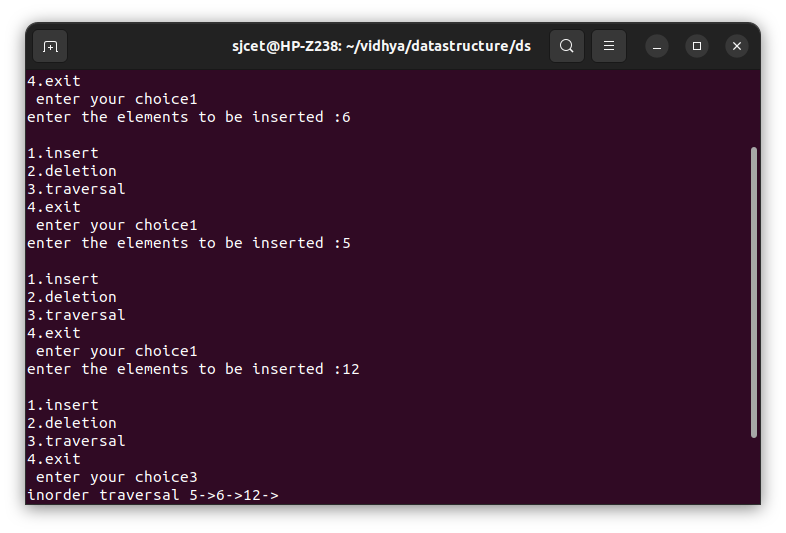 sjcet@HP-Z238: ~/vidhya/datastructure/ds
4.exit
 enter your choice1
enter the elements to be inserted :6

1.insert
2.deletion
3.traversal
4.exit
 enter your choice1
enter the elements to be inserted :5

1.insert
2.deletion
3.traversal
4.exit
 enter your choice1
enter the elements to be inserted :12

1.insert
2.deletion
3.traversal
4.exit
 enter your choice3
inorder traversal 5->6->12->